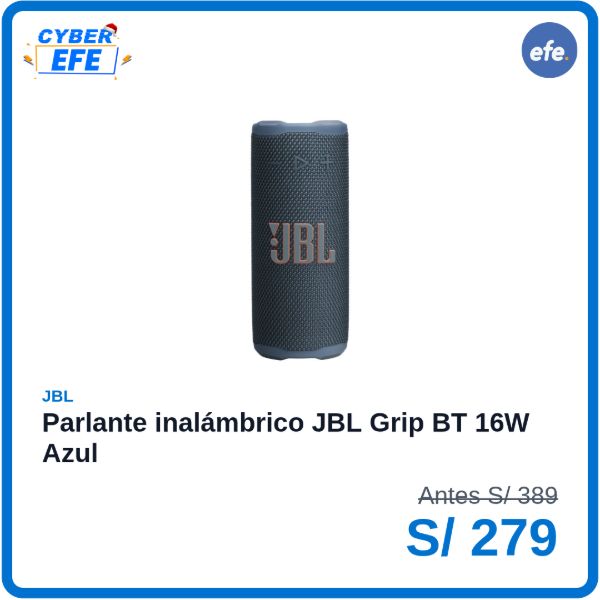 CYBER
EFE
efe.
JBL
JBL
Parlante inalámbrico JBL Grip BT 16W
Azul
Antes S/ 389
S/ 279